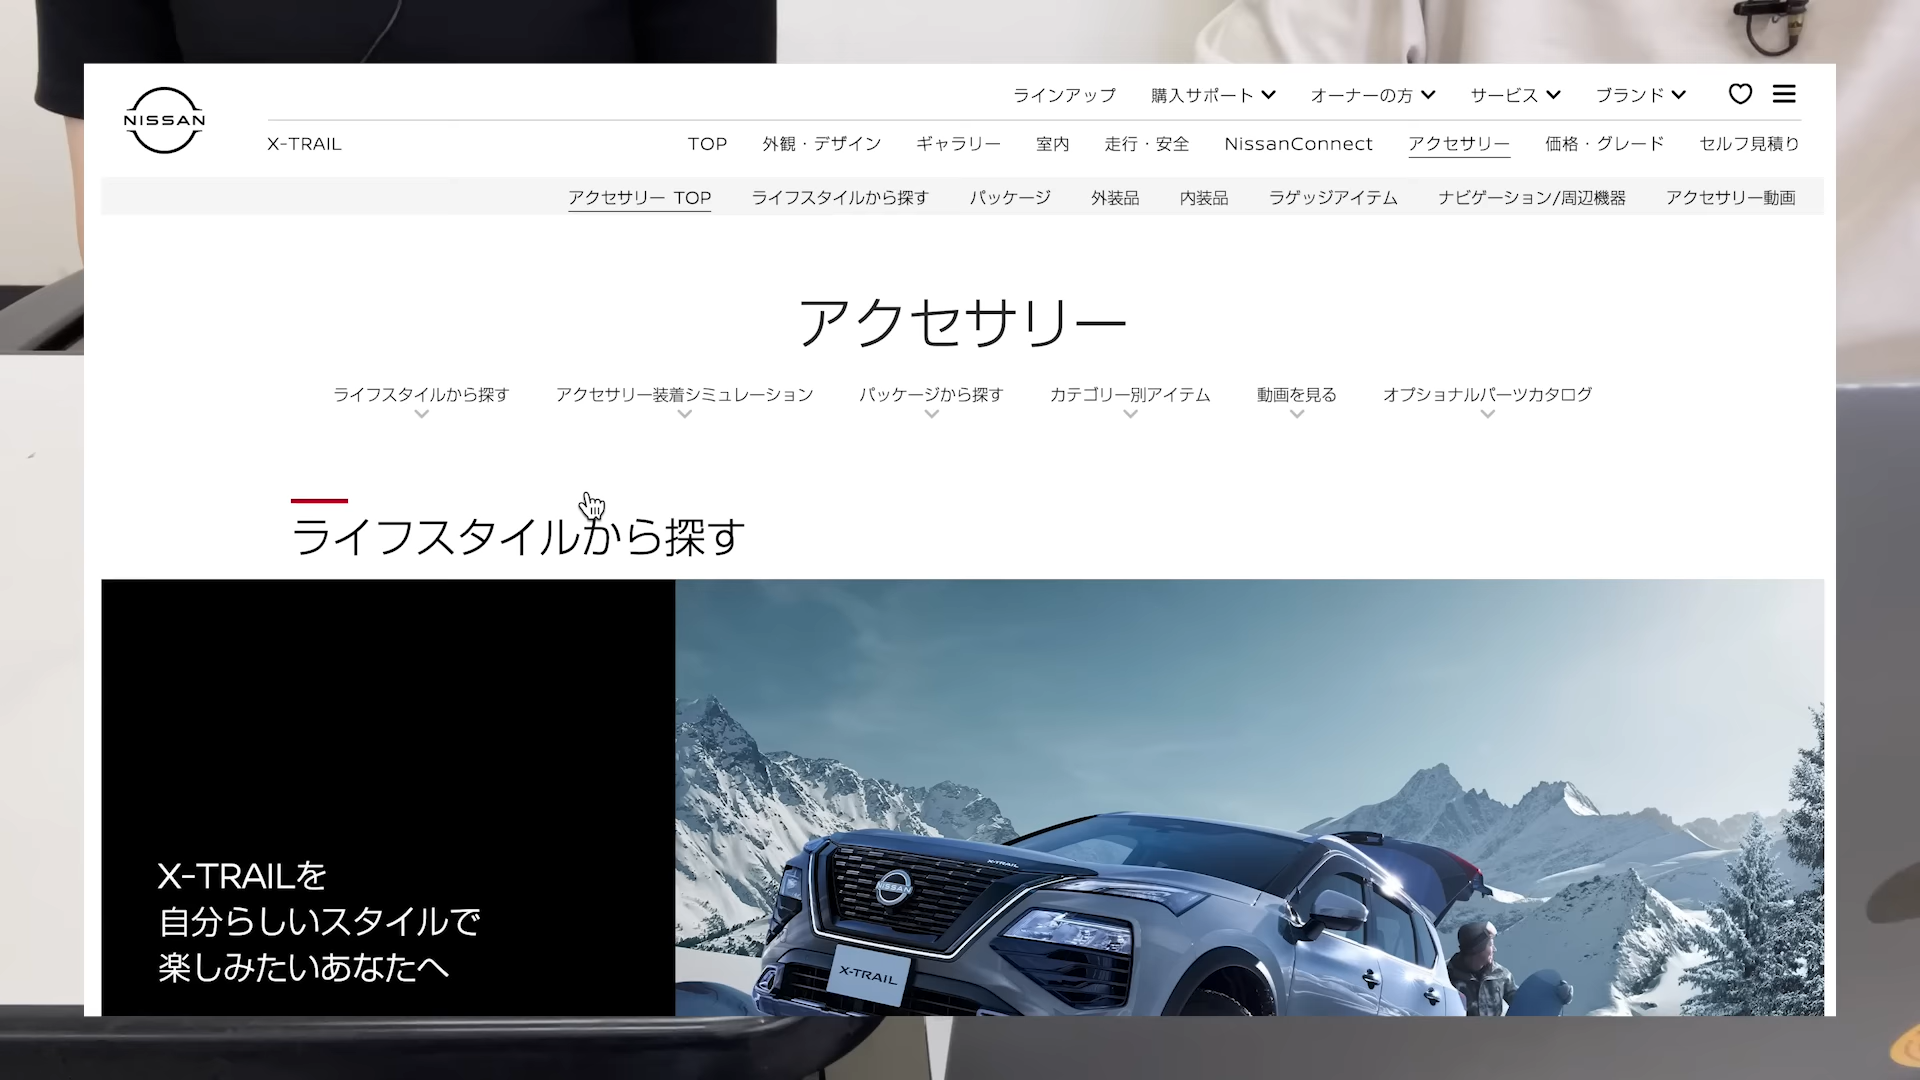 NISSAN
ラインアップ 購入サポート オーナーの方 サービス ブランド
X-TRAIL TOP 外観・デザイン ギャラリー 室内 走行・安全 NissanConnect アクセサリー 価格・グレード セルフ見積り
アクセサリー TOP ライフスタイルから探す パッケージ 外装品 内装品 ラゲッジアイテム ナビゲーション/周辺機器 アクセサリー動画
アクセサリー
ライフスタイルから探す アクセサリー装着シミュレーション パッケージから探す カテゴリー別アイテム 動画を見る オプショナルパーツカタログ
ライフスタイルから探す
X-TRAILを
自分らしいスタイルで
楽しみたいあなたへ
X-TRAIL
NISSAN
X-TRAIL